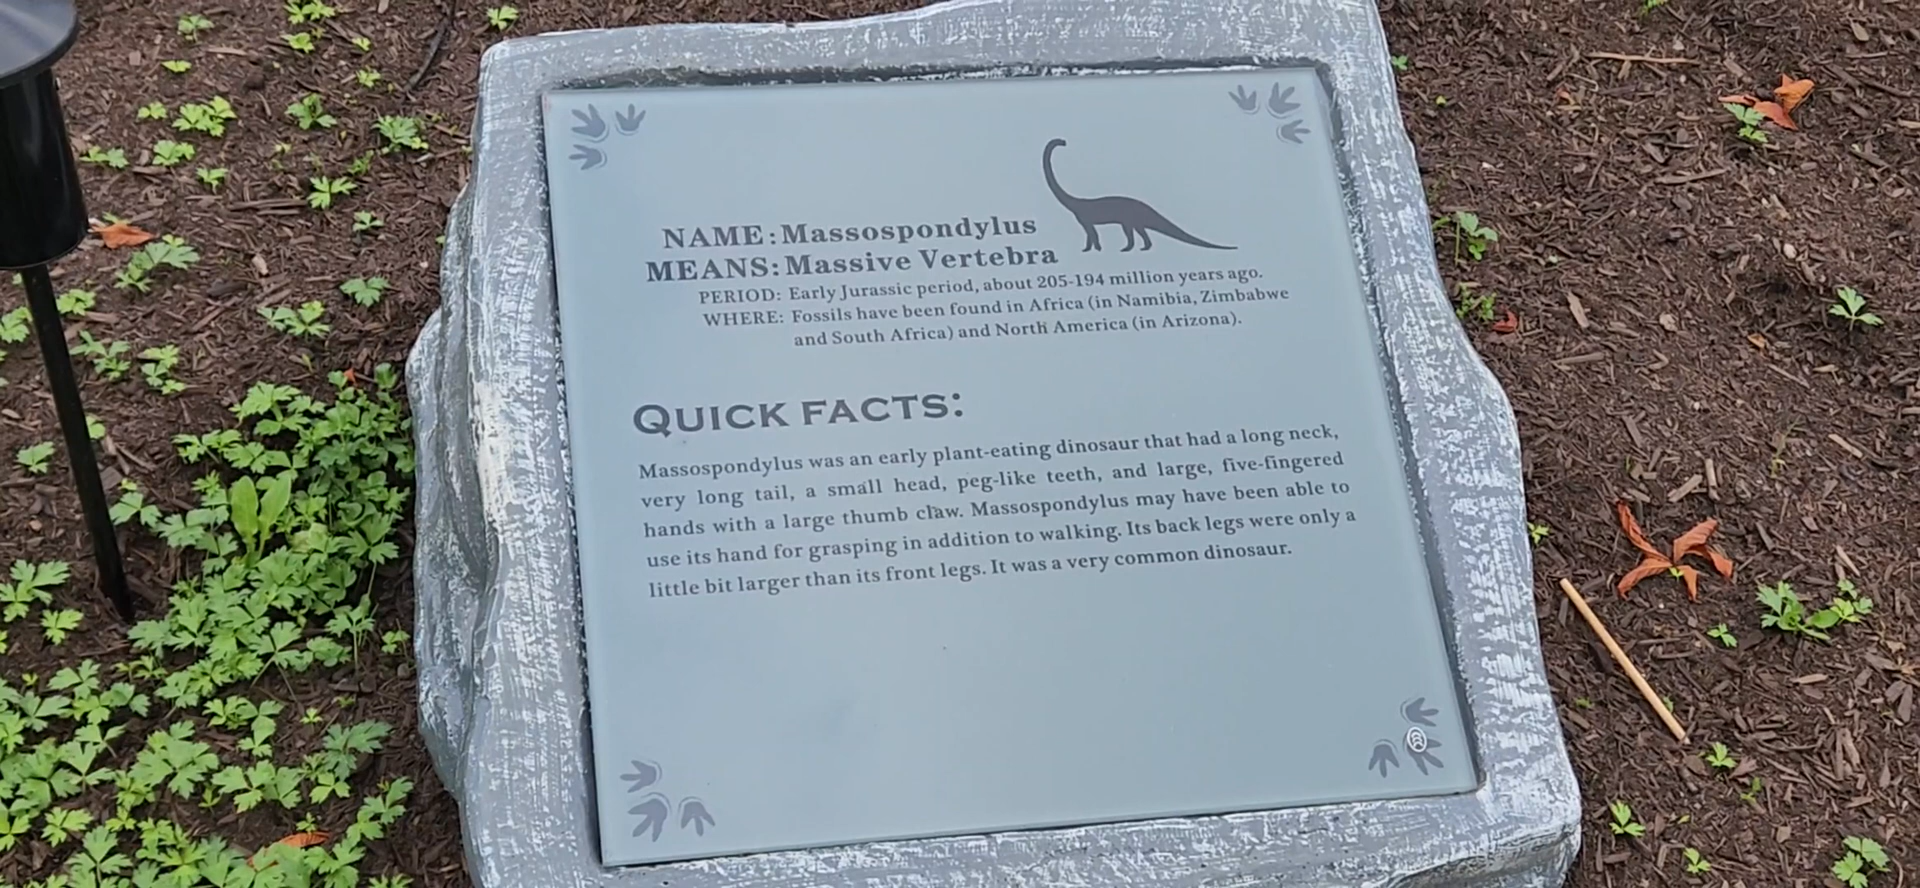 NAME: Massospondylus
MEANS: Massive Vertebra
PERIOD: Early Jurassic period, about 205-194 million years ago.
WHERE: Fossils have been found in Africa (in Namibia, Zimbabwe
and South Africa) and North America (in Arizona).
QUICK FACTS:
Massospondylus was an early plant-eating dinosaur that had a long neck,
very long tail, a small head, peg-like teeth, and large, five-fingered
hands with a large thumb claw. Massospondylus may have been able to
use its hand for grasping in addition to walking. Its back legs were only a
little bit larger than its front legs. It was a very common dinosaur.